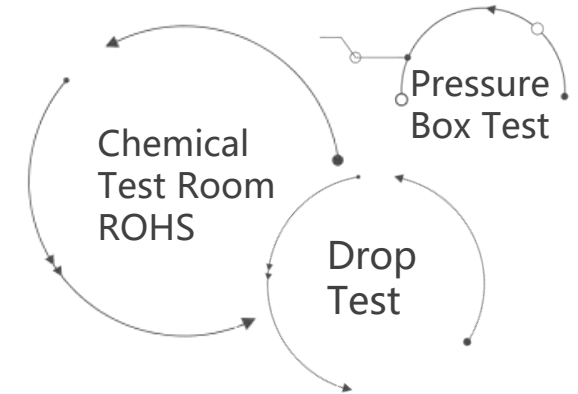 Chemical
Test Room
ROHS
Pressure
Box Test
Drop
Test